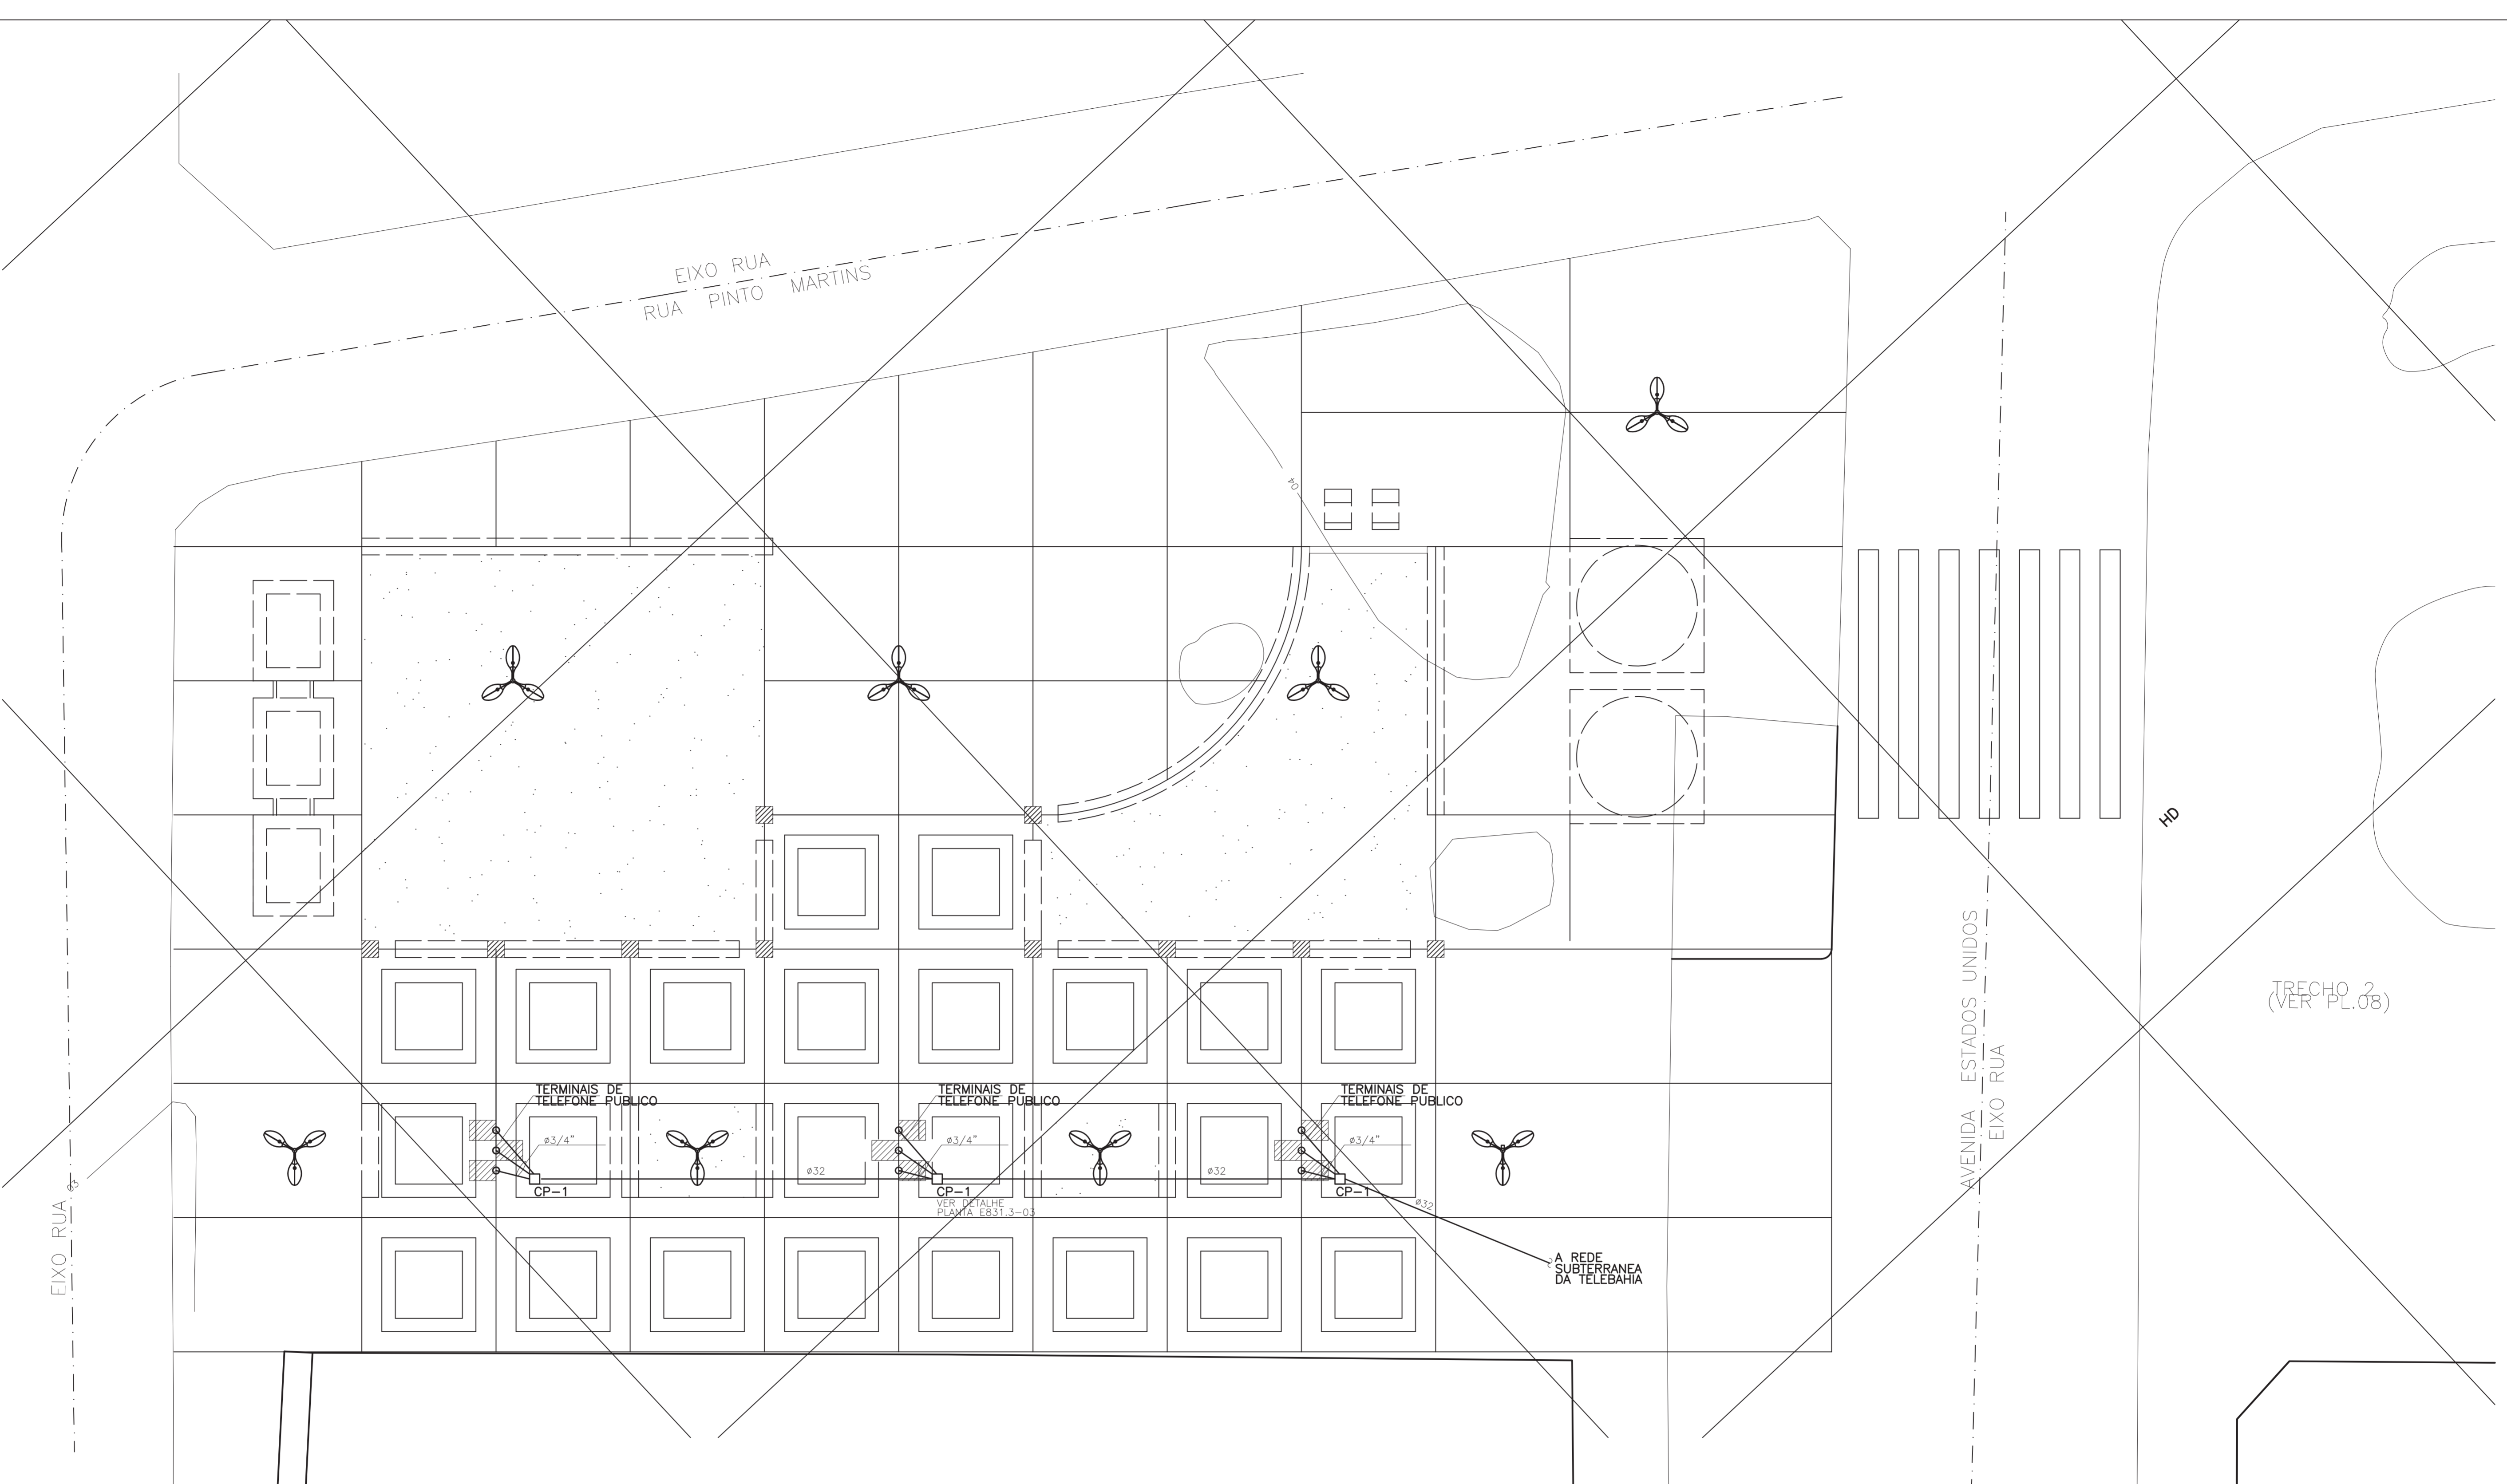 EIXO RUA
RUA PINTO MARTINS
40
HD
AVENIDA ESTADOS UNIDOS
EIXO RUA
TRECHO 2
(VER PL.08)
TERMINAIS DE
TELEFONE PUBLICO
TERMINAIS DE
TELEFONE PUBLICO
TERMINAIS DE
TELEFONE PUBLICO
ø3/4"
ø3/4"
ø3/4"
ø32
ø32
ø32
CP-1
CP-1
VER DETALHE
PLANTA E831.3-03
CP-1
EIXO RUA
A REDE
SUBTERRANEA
DA TELEBAHIA